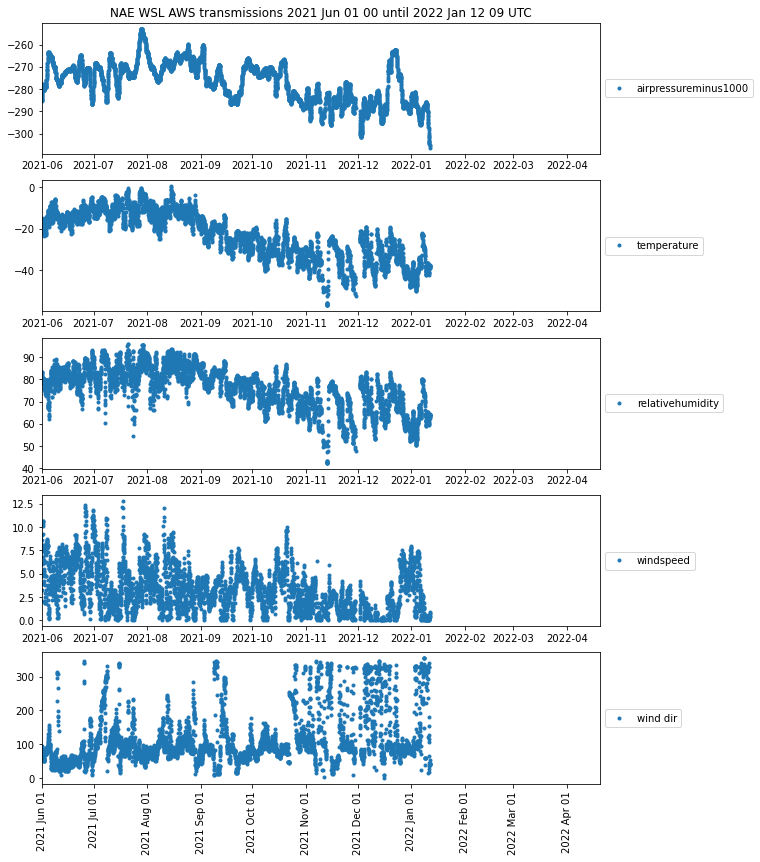 NAE WSL AWS transmissions 2021 Jun 01 00 until 2022 Jan 12 09 UTC
−260
−270
−280
−290
−300
2021-06 2021-07 2021-08 2021-09 2021-10 2021-11 2021-12 2022-01 2022-02 2022-03 2022-04
airpressureminus1000
0
−20
−40
2021-06 2021-07 2021-08 2021-09 2021-10 2021-11 2021-12 2022-01 2022-02 2022-03 2022-04
temperature
90
80
70
60
50
40
2021-06 2021-07 2021-08 2021-09 2021-10 2021-11 2021-12 2022-01 2022-02 2022-03 2022-04
relativehumidity
12.5
10.0
7.5
5.0
2.5
0.0
2021-06 2021-07 2021-08 2021-09 2021-10 2021-11 2021-12 2022-01 2022-02 2022-03 2022-04
windspeed
300
200
100
0
2021 Jun 01
2021 Jul 01
2021 Aug 01
2021 Sep 01
2021 Oct 01
2021 Nov 01
2021 Dec 01
2022 Jan 01
2022 Feb 01
2022 Mar 01
2022 Apr 01
wind dir